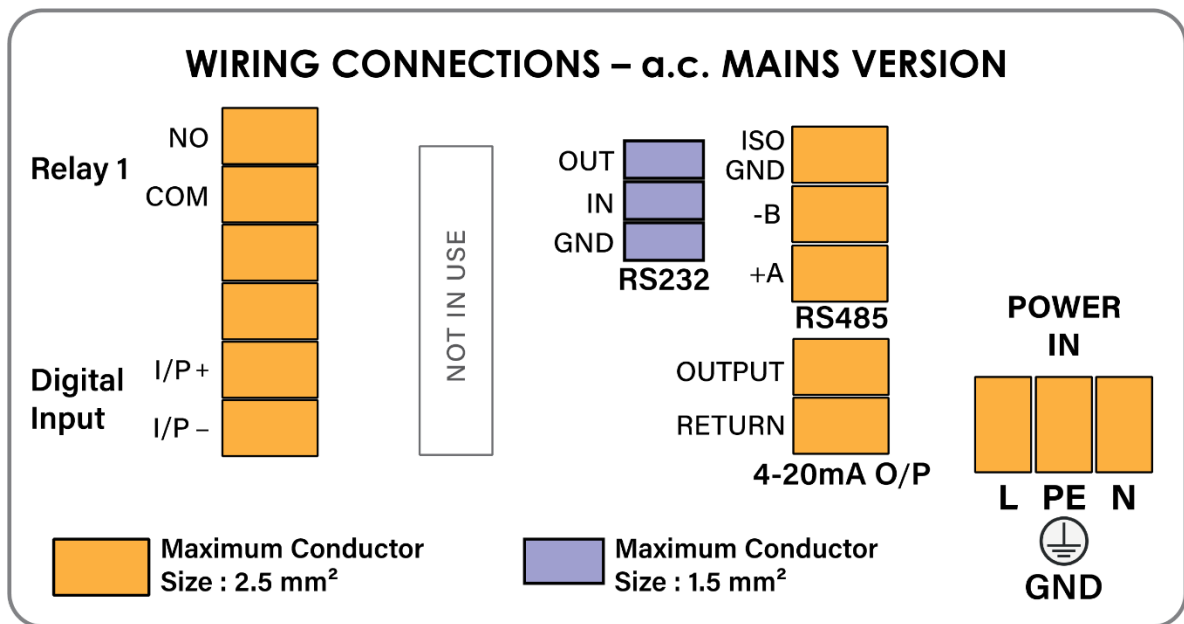 WIRING CONNECTIONS – a.c. MAINS VERSION
Relay 1
NO
COM
Digital
Input
I/P +
I/P –
NOT IN USE
OUT
IN
GND
RS232
ISO
GND
-B
+A
RS485
OUTPUT
RETURN
4-20mA O/P
POWER
IN
L PE N
GND
Maximum Conductor
Size : 2.5 mm²
Maximum Conductor
Size : 1.5 mm²